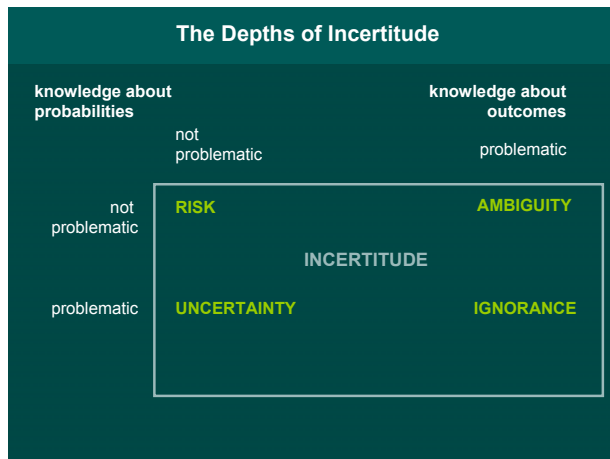 The Depths of Incertitude
knowledge about
probabilities
knowledge about
outcomes
not
problematic
problematic
not
problematic
RISK
AMBIGUITY
INCERTITUDE
problematic
UNCERTAINTY
IGNORANCE